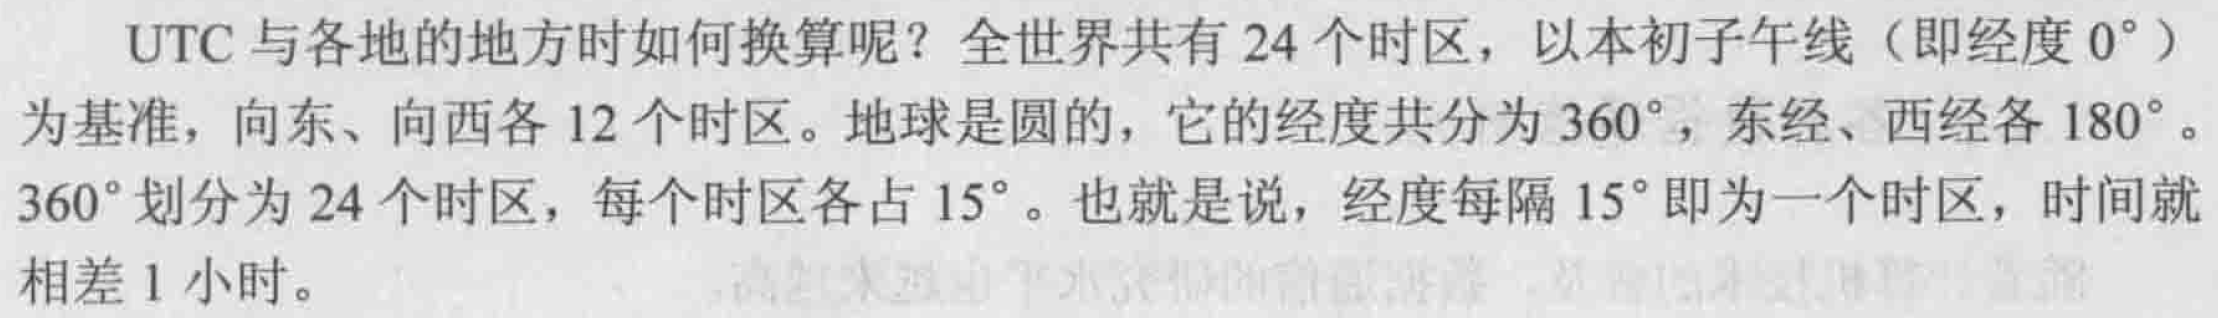 UTC 与各地的地方时如何换算呢？全世界共有 24 个时区，以本初子午线（即经度 0°）
为基准，向东、向西各 12 个时区。地球是圆的，它的经度共分为 360°，东经、西经各 180°。
360°划分为 24 个时区，每个时区各占 15°。也就是说，经度每隔 15°即为一个时区，时间就
相差 1 小时。